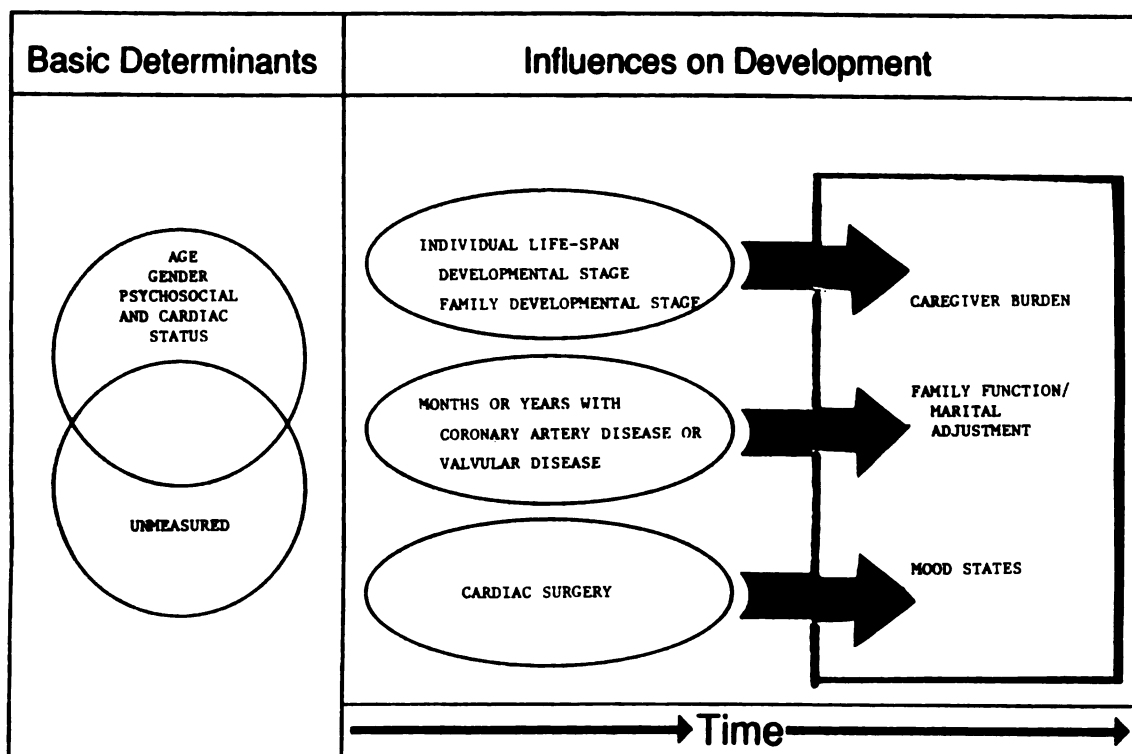 Basic Determinants
Influences on Development
AGE
GENDER
PSYCHOSOCIAL
AND CARDIAC
STATUS
UNMEASURED
INDIVIDUAL LIFE-SPAN
DEVELOPMENTAL STAGE
FAMILY DEVELOPMENTAL STAGE
MONTHS OR YEARS WITH
CORONARY ARTERY DISEASE OR
VALVULAR DISEASE
CARDIAC SURGERY
CAREGIVER BURDEN
FAMILY FUNCTION/
MARITAL
ADJUSTMENT
MOOD STATES
Time